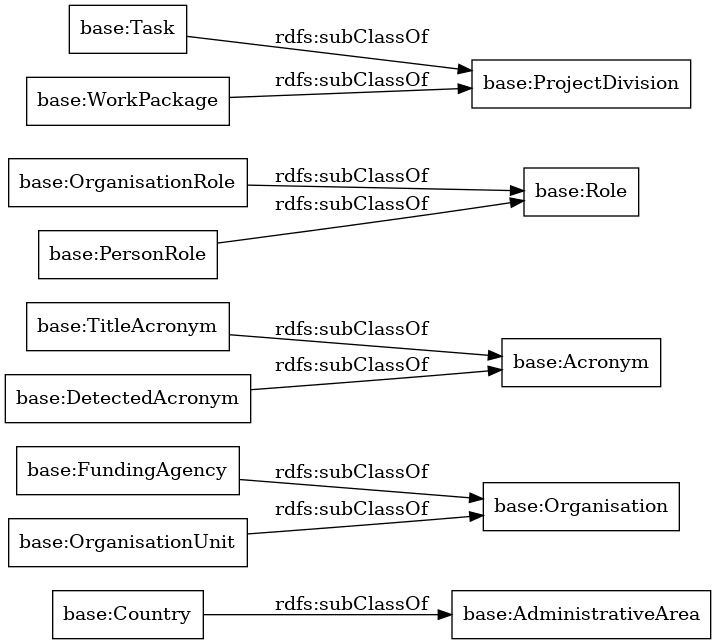 base:Task
rdfs:subClassOf
base:ProjectDivision
rdfs:subClassOf
base:WorkPackage
base:OrganisationRole
rdfs:subClassOf
base:Role
rdfs:subClassOf
base:PersonRole
base:TitleAcronym
rdfs:subClassOf
base:Acronym
rdfs:subClassOf
base:DetectedAcronym
base:FundingAgency
rdfs:subClassOf
base:Organisation
rdfs:subClassOf
base:OrganisationUnit
base:Country
rdfs:subClassOf
base:AdministrativeArea